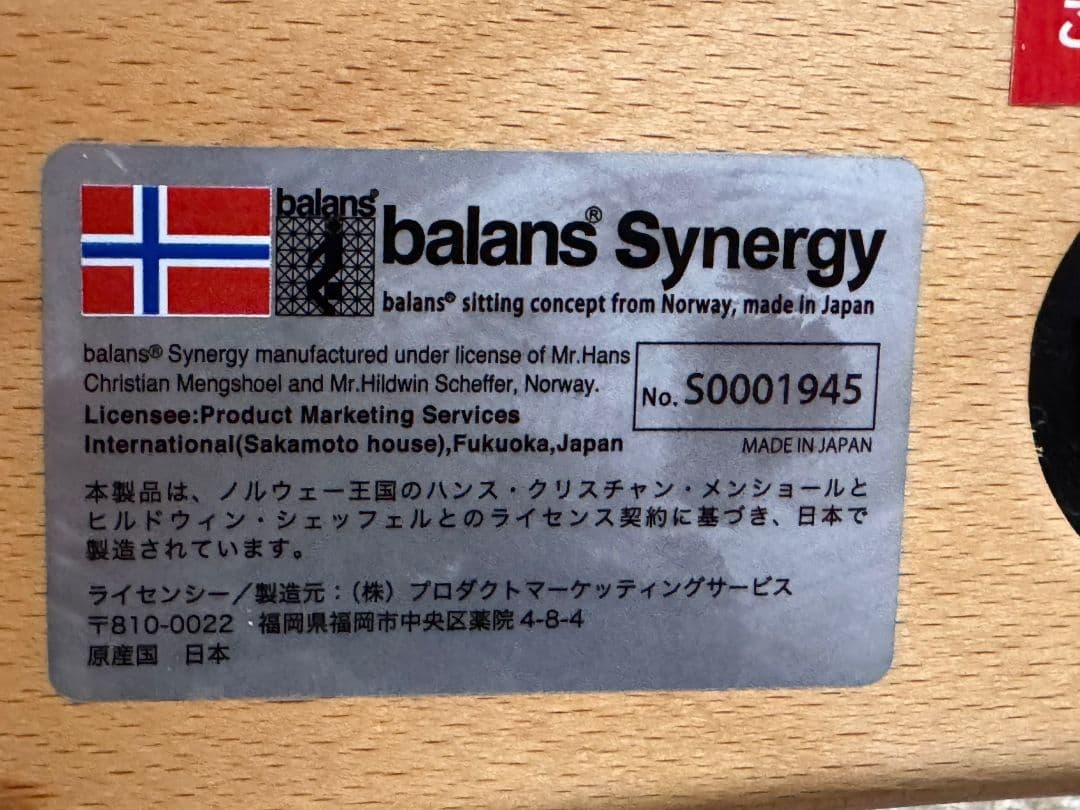 balans®
balans® Synergy
balans® sitting concept from Norway, made in Japan
balans® Synergy manufactured under license of Mr.Hans
Christian Mengshoel and Mr.Hildwin Scheffer, Norway.
Licensee:Product Marketing Services
International(Sakamoto house),Fukuoka,Japan
No. S0001945
MADE IN JAPAN
本製品は、ノルウェー王国のハンス・クリスチャン・メンショールと
ヒルドウィン・シェッフェルとのライセンス契約に基づき、日本で
製造されています。
ライセンシー／製造元：（株）プロダクトマーケッティングサービス
〒810-0022 福岡県福岡市中央区薬院 4-8-4
原産国 日本